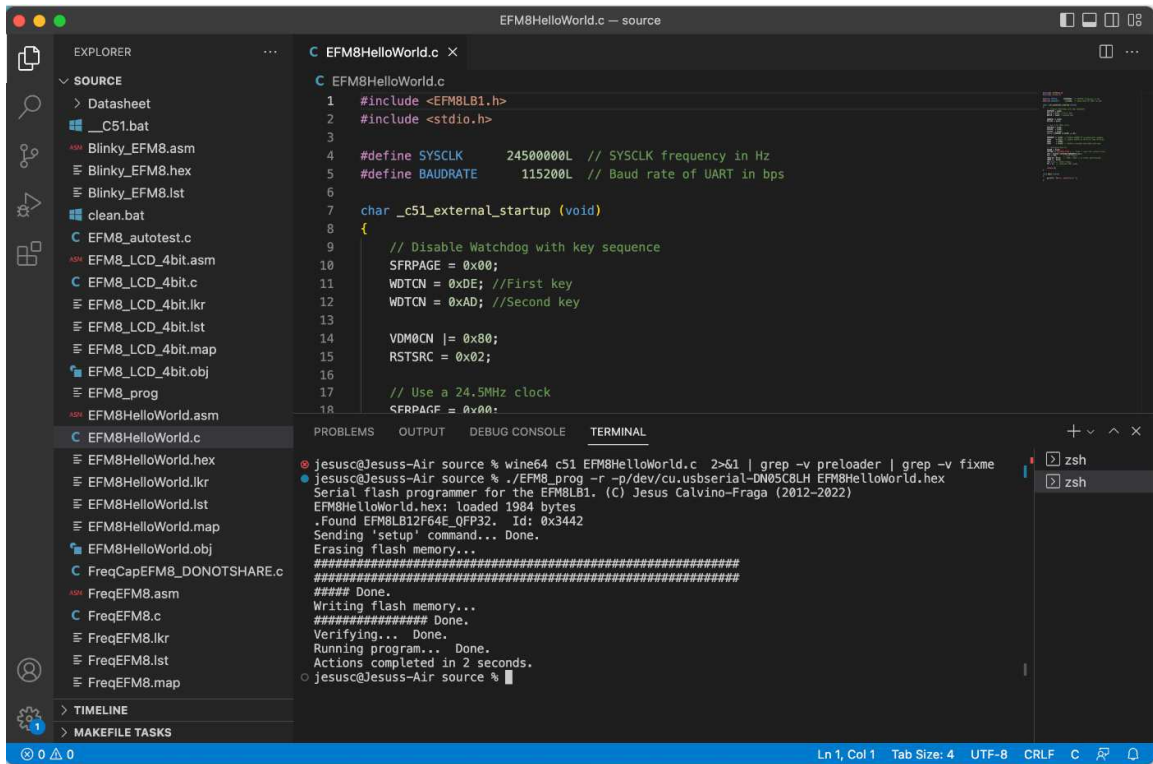 EFM8HelloWorld.c — source
EXPLORER
SOURCE
Datasheet
__C51.bat
Blinky_EFM8.asm
Blinky_EFM8.hex
Blinky_EFM8.lst
clean.bat
EFM8_autotest.c
EFM8_LCD_4bit.asm
EFM8_LCD_4bit.c
EFM8_LCD_4bit.lkr
EFM8_LCD_4bit.lst
EFM8_LCD_4bit.map
EFM8_LCD_4bit.obj
EFM8_prog
EFM8HelloWorld.asm
EFM8HelloWorld.c
EFM8HelloWorld.hex
EFM8HelloWorld.lkr
EFM8HelloWorld.lst
EFM8HelloWorld.map
EFM8HelloWorld.obj
FreqCapEFM8_DONOTSHARE.c
FreqEFM8.asm
FreqEFM8.c
FreqEFM8.lkr
FreqEFM8.lst
FreqEFM8.map
TIMELINE
MAKEFILE TASKS
1
C EFM8HelloWorld.c ×
C EFM8HelloWorld.c
1 #include <EFM8LB1.h>
2 #include <stdio.h>
3
4 #define SYSCLK 24500000L // SYSCLK frequency in Hz
5 #define BAUDRATE 115200L // Baud rate of UART in bps
6
7 char _c51_external_startup (void)
8 {
9 // Disable Watchdog with key sequence
10 SFRPAGE = 0x00;
11 WDTCN = 0xDE; //First key
12 WDTCN = 0xAD; //Second key
13
14 VDM0CN |= 0x80;
15 RSTSRC = 0x02;
16
17 // Use a 24.5MHz clock
18 SFRPAGE = 0x00;
PROBLEMS OUTPUT DEBUG CONSOLE TERMINAL
jesusc@Jesuss-Air source % wine64 c51 EFM8HelloWorld.c 2>&1 | grep -v preloader | grep -v fixme
jesusc@Jesuss-Air source % ./EFM8_prog -r -p/dev/cu.usbserial-DN05C8LH EFM8HelloWorld.hex
Serial flash programmer for the EFM8LB1. (C) Jesus Calvino-Fraga (2012-2022)
EFM8HelloWorld.hex: loaded 1984 bytes
.Found EFM8LB12F64E_QFP32. Id: 0x3442
Sending 'setup' command... Done.
Erasing flash memory...
############################################################
############################################################
##### Done.
Writing flash memory...
################ Done.
Verifying... Done.
Running program... Done.
Actions completed in 2 seconds.
jesusc@Jesuss-Air source %
zsh
zsh
0 0
Ln 1, Col 1 Tab Size: 4 UTF-8 CRLF C